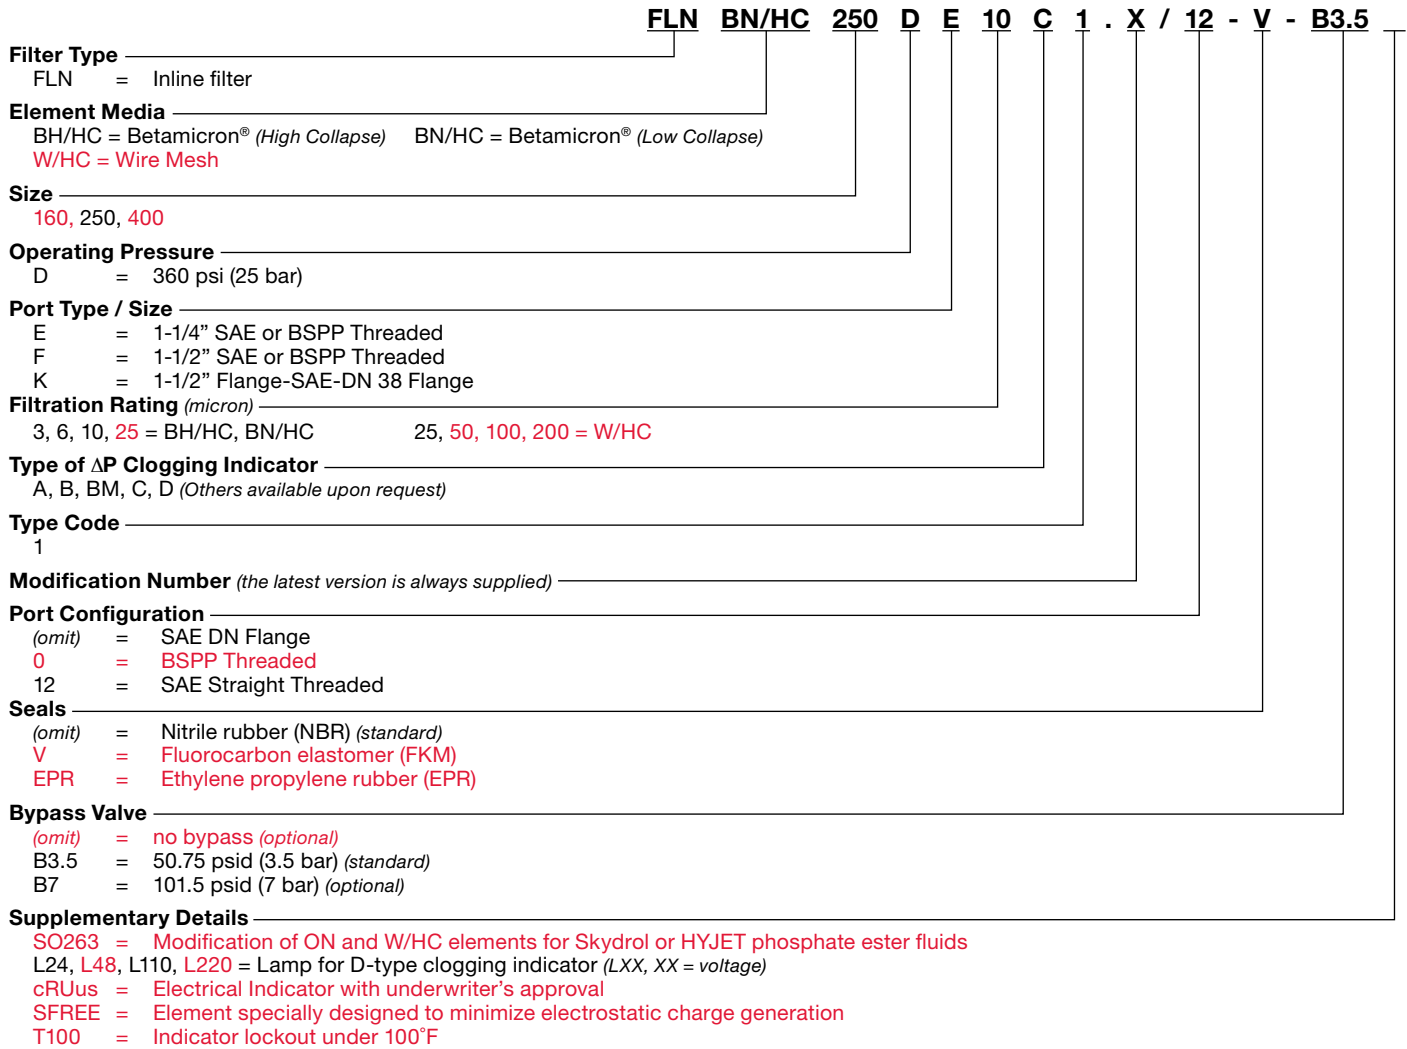 FLN BN/HC 250 D E 10 C 1 . X / 12 - V - B3.5
Filter Type
FLN = Inline filter
Element Media
BH/HC = Betamicron® (High Collapse) BN/HC = Betamicron® (Low Collapse)
W/HC = Wire Mesh
Size
160, 250, 400
Operating Pressure
D = 360 psi (25 bar)
Port Type / Size
E = 1-1/4” SAE or BSPP Threaded
F = 1-1/2” SAE or BSPP Threaded
K = 1-1/2” Flange-SAE-DN 38 Flange
Filtration Rating (micron)
3, 6, 10, 25 = BH/HC, BN/HC 25, 50, 100, 200 = W/HC
Type of ΔP Clogging Indicator
A, B, BM, C, D (Others available upon request)
Type Code
1
Modification Number (the latest version is always supplied)
Port Configuration
(omit) = SAE DN Flange
0 = BSPP Threaded
12 = SAE Straight Threaded
Seals
(omit) = Nitrile rubber (NBR) (standard)
V = Fluorocarbon elastomer (FKM)
EPR = Ethylene propylene rubber (EPR)
Bypass Valve
(omit) = no bypass (optional)
B3.5 = 50.75 psid (3.5 bar) (standard)
B7 = 101.5 psid (7 bar) (optional)
Supplementary Details
SO263 = Modification of ON and W/HC elements for Skydrol or HYJET phosphate ester fluids
L24, L48, L110, L220 = Lamp for D-type clogging indicator (LXX, XX = voltage)
cRUus = Electrical Indicator with underwriter’s approval
SFREE = Element specially designed to minimize electrostatic charge generation
T100 = Indicator lockout under 100˚F